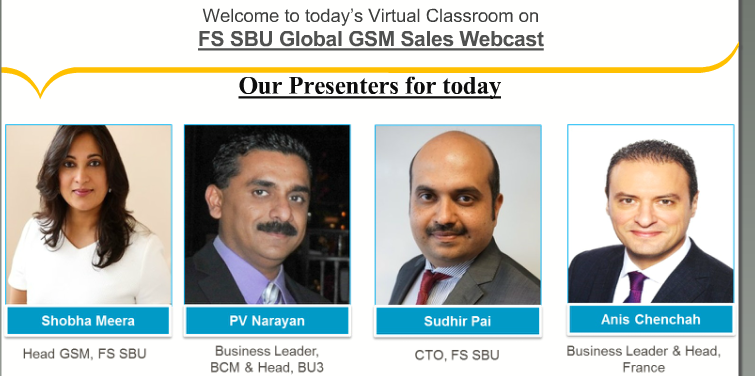 Welcome to today’s Virtual Classroom on
FS SBU Global GSM Sales Webcast
Our Presenters for today
Shobha Meera
PV Narayan
Sudhir Pai
Anis Chenchah
Head GSM, FS SBU
Business Leader,
BCM & Head, BU3
CTO, FS SBU
Business Leader & Head,
France